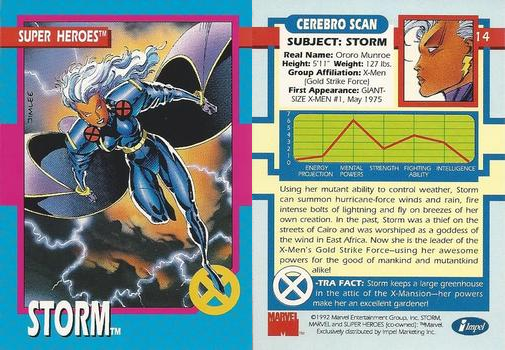 SUPER HEROES™
JIM LEE
STORM™
CEREBRO SCAN
14
SUBJECT: STORM
Real Name: Ororo Munroe
Height: 5'11" Weight: 127 lbs.
Group Affiliation: X-Men
(Gold Strike Force)
First Appearance: GIANT-
SIZE X-MEN #1, May 1975
7
6
5
4
3
2
1
0
ENERGY PROJECTION
MENTAL POWERS
STRENGTH
FIGHTING ABILITY
INTELLIGENCE
Using her mutant ability to control weather, Storm
can summon hurricane-force winds and rain, fire
intense bolts of lightning and fly on breezes of her
own creation. In the past, Storm was a thief on the
streets of Cairo and was worshiped as a goddess of
the wind in East Africa. Now she is the leader of the
X-Men's Gold Strike Force—using her awesome
powers for the good of mankind and mutantkind
alike!
X-TRA FACT: Storm keeps a large greenhouse
in the attic of the X-Mansion—her powers
make her an excellent gardener!
MARVEL
©1992 Marvel Entertainment Group, Inc. STORM,
MARVEL and SUPER HEROES (co-owned): ™Marvel.
Exclusively distributed by Impel Marketing Inc.
Impel